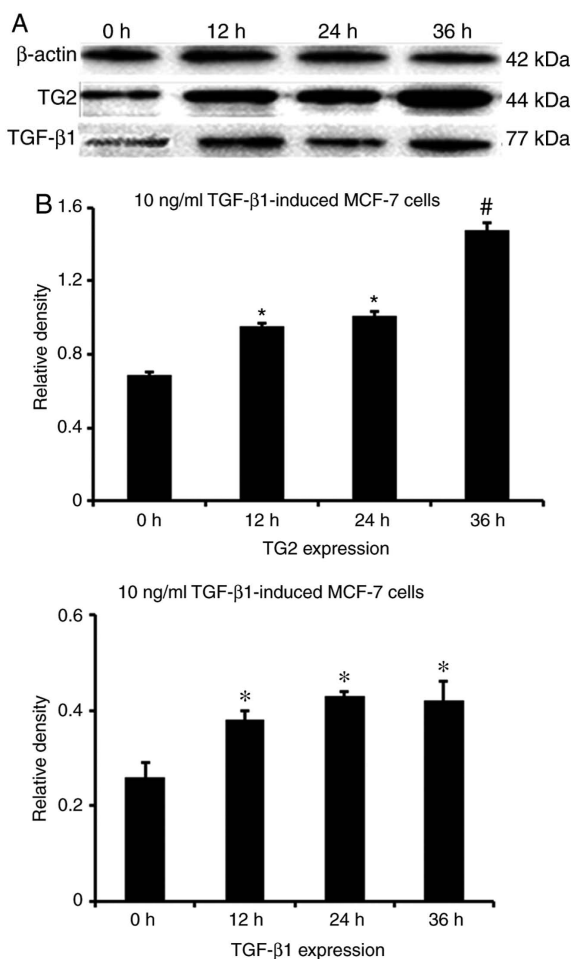 A
0 h 12 h 24 h 36 h
β-actin 42 kDa
TG2 44 kDa
TGF-β1 77 kDa
B
10 ng/ml TGF-β1-induced MCF-7 cells
Relative density
1.6
1.2
0.8
0.4
0
* * #
0 h 12 h 24 h 36 h
TG2 expression
10 ng/ml TGF-β1-induced MCF-7 cells
Relative density
0.6
0.4
0.2
0
* * *
0 h 12 h 24 h 36 h
TGF-β1 expression